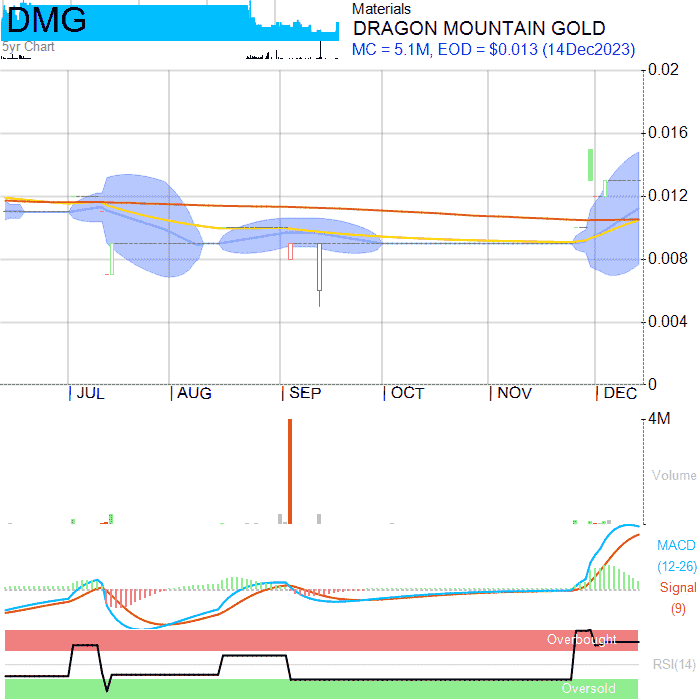 DMG
Materials
DRAGON MOUNTAIN GOLD
5yr Chart
MC = 5.1M, EOD = $0.013 (14Dec2023)
0.02
0.016
0.012
0.008
0.004
0
JUL AUG SEP OCT NOV DEC
4M
Volume
MACD
(12-26)
Signal
(9)
Overbought
RSI(14)
Oversold